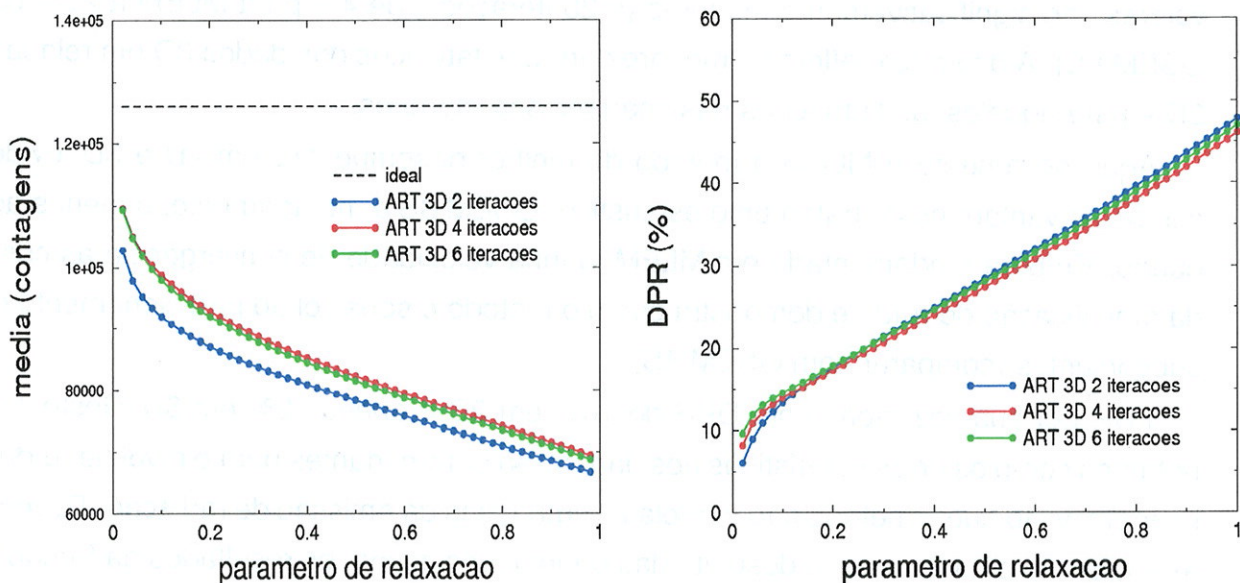 media (contagens)
1.4e+05
1.2e+05
1e+05
80000
60000
0
0.2
0.4
0.6
0.8
1
parametro de relaxacao
ideal
ART 3D 2 iteracoes
ART 3D 4 iteracoes
ART 3D 6 iteracoes
DPR (%)
60
50
40
30
20
10
0
0
0.2
0.4
0.6
0.8
1
parametro de relaxacao
ART 3D 2 iteracoes
ART 3D 4 iteracoes
ART 3D 6 iteracoes